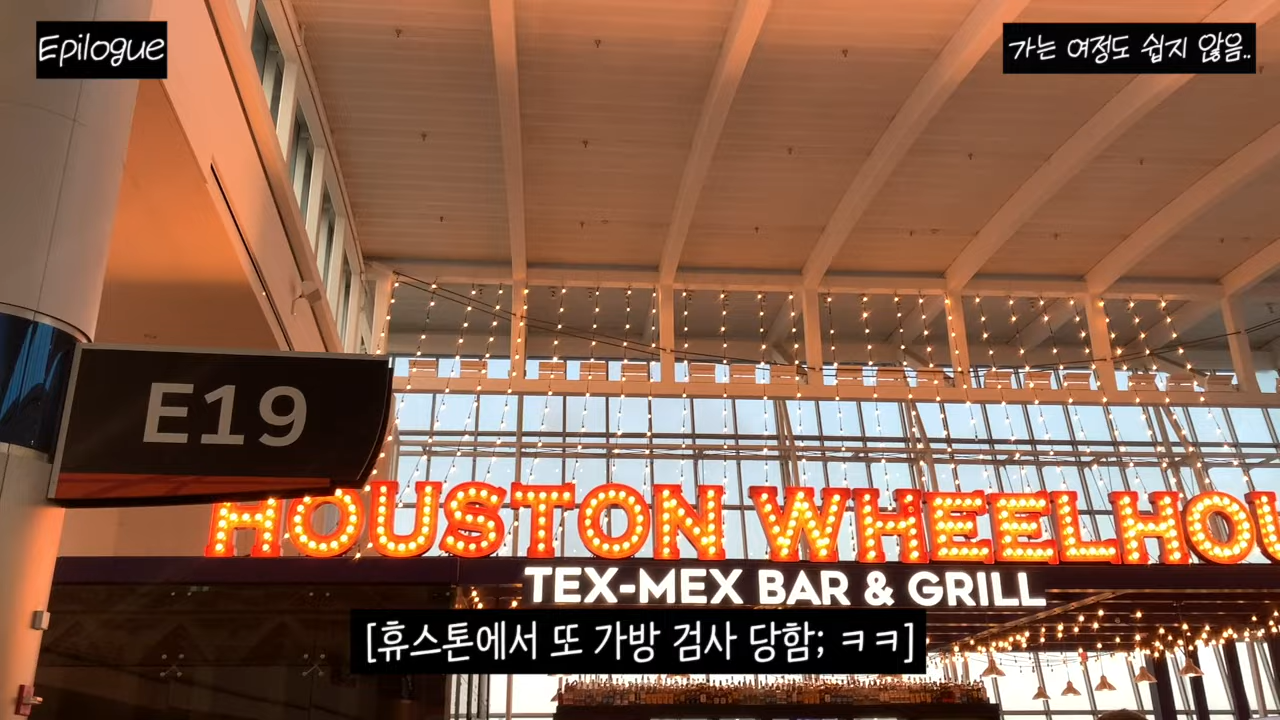 Epilogue
가는 여정도 쉽지 않음..
E19
HOUSTON WHEELHOU
TEX-MEX BAR & GRILL
[휴스톤에서 또 가방 검사 당함; ㅋㅋ]